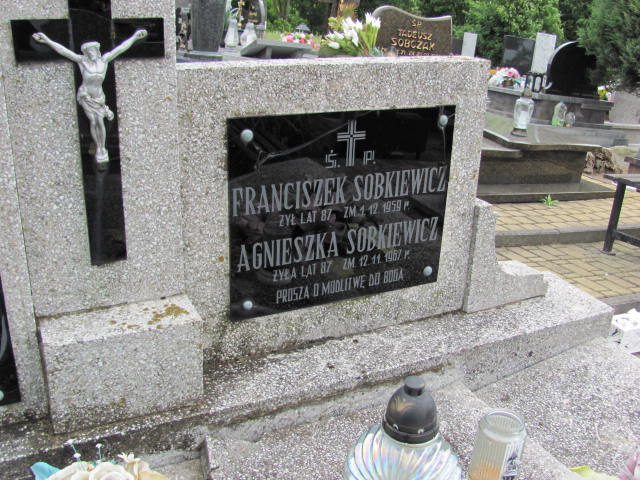 Ś.P.
TADEUSZ
SOBCZAK
Ś. P.
FRANCISZEK SOBKIEWICZ
ŻYŁ LAT 87 ZM 1.12.1959 r.
AGNIESZKA SOBKIEWICZ
ŻYŁA LAT 87 ZM 12.11.1967 r.
PROSZĄ O MODLITWĘ DO BOGA